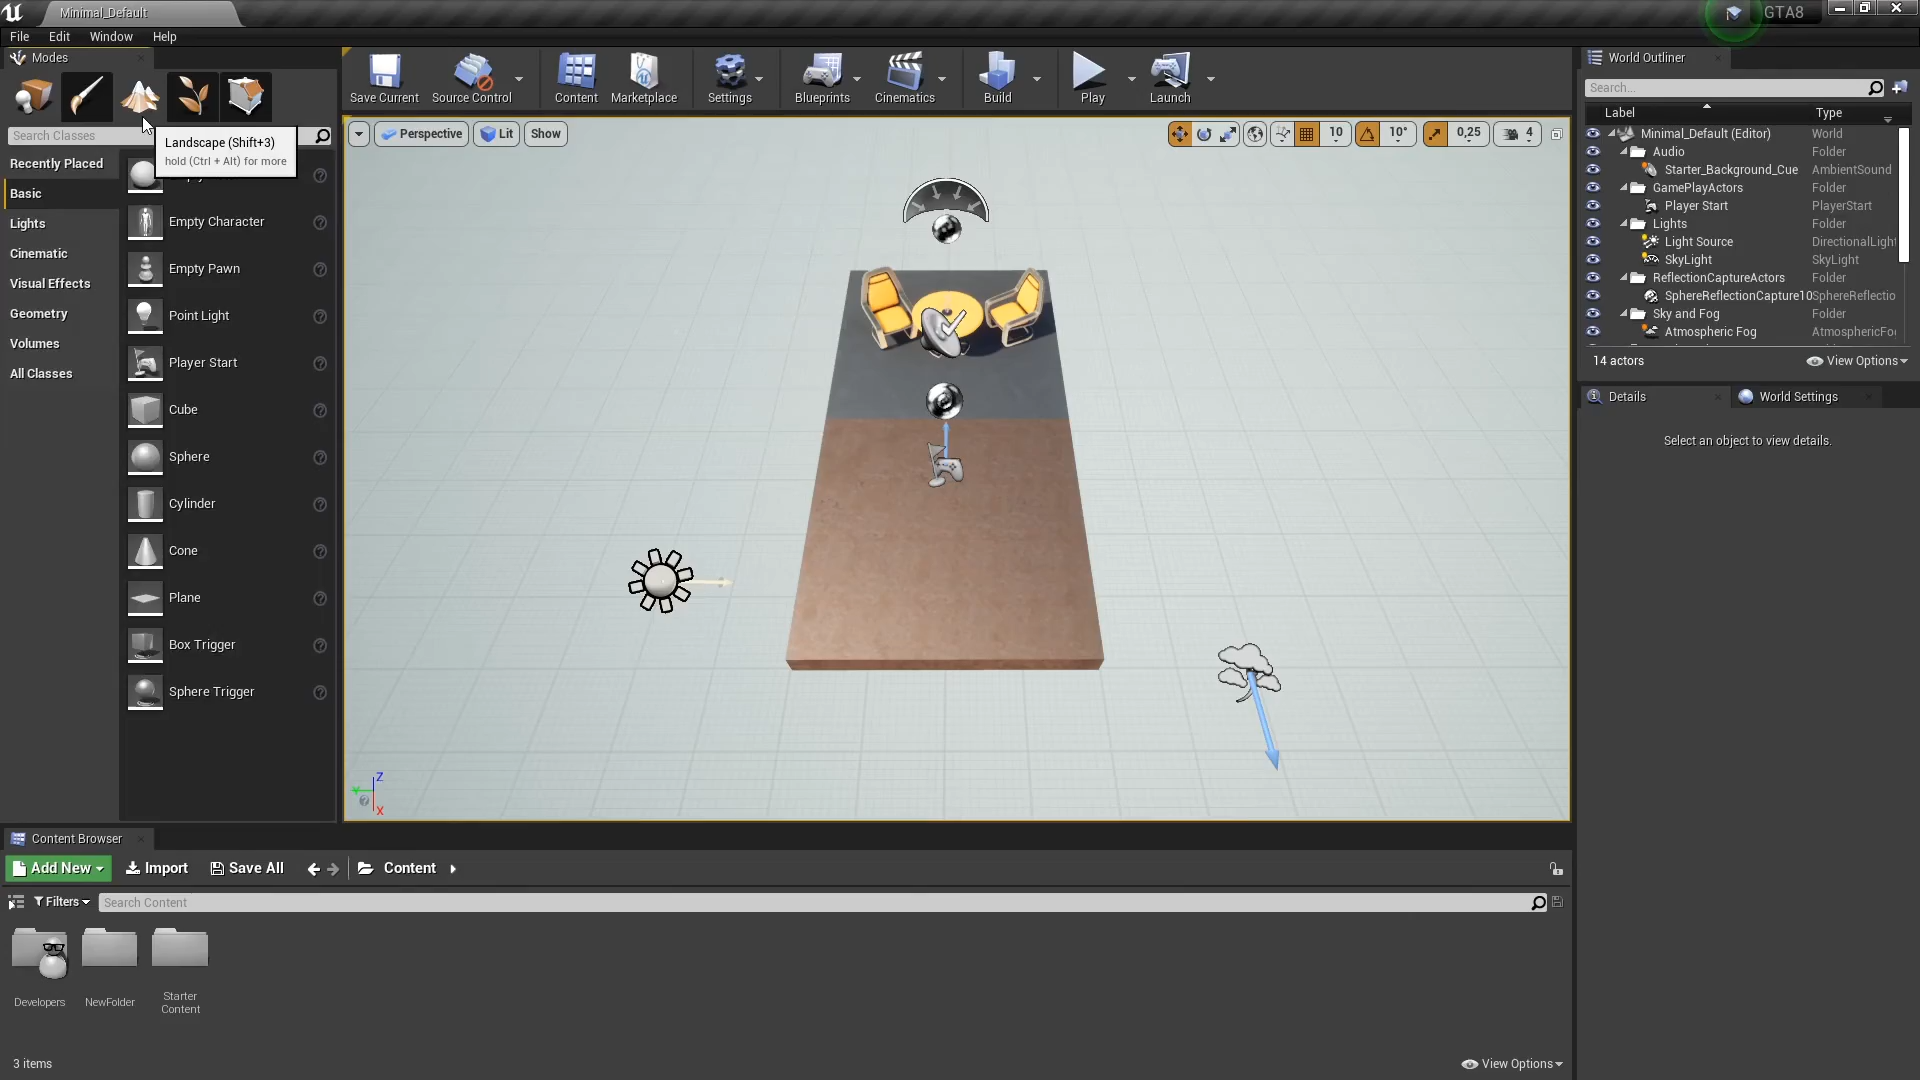 Minimal_Default
GTA8
File Edit Window Help
Modes
Search Classes
Landscape (Shift+3)
hold (Ctrl + Alt) for more
Recently Placed
Basic
Lights
Cinematic
Visual Effects
Geometry
Volumes
All Classes
Empty Character
Empty Pawn
Point Light
Player Start
Cube
Sphere
Cylinder
Cone
Plane
Box Trigger
Sphere Trigger
Save Current
Source Control
Content
Marketplace
Settings
Blueprints
Cinematics
Build
Play
Launch
Perspective Lit Show
10 10° 0,25 4
Z
X
World Outliner
Search...
Label Type
Minimal_Default (Editor) World
Audio Folder
Starter_Background_Cue AmbientSound
GamePlayActors Folder
Player Start PlayerStart
Lights Folder
Light Source DirectionalLight
SkyLight SkyLight
ReflectionCaptureActors Folder
SphereReflectionCapture10 SphereReflectio
Sky and Fog Folder
Atmospheric Fog AtmosphericFo
14 actors View Options
Details World Settings
Select an object to view details.
Content Browser
Add New Import Save All Content
Filters Search Content
Developers
NewFolder
Starter
Content
3 items View Options